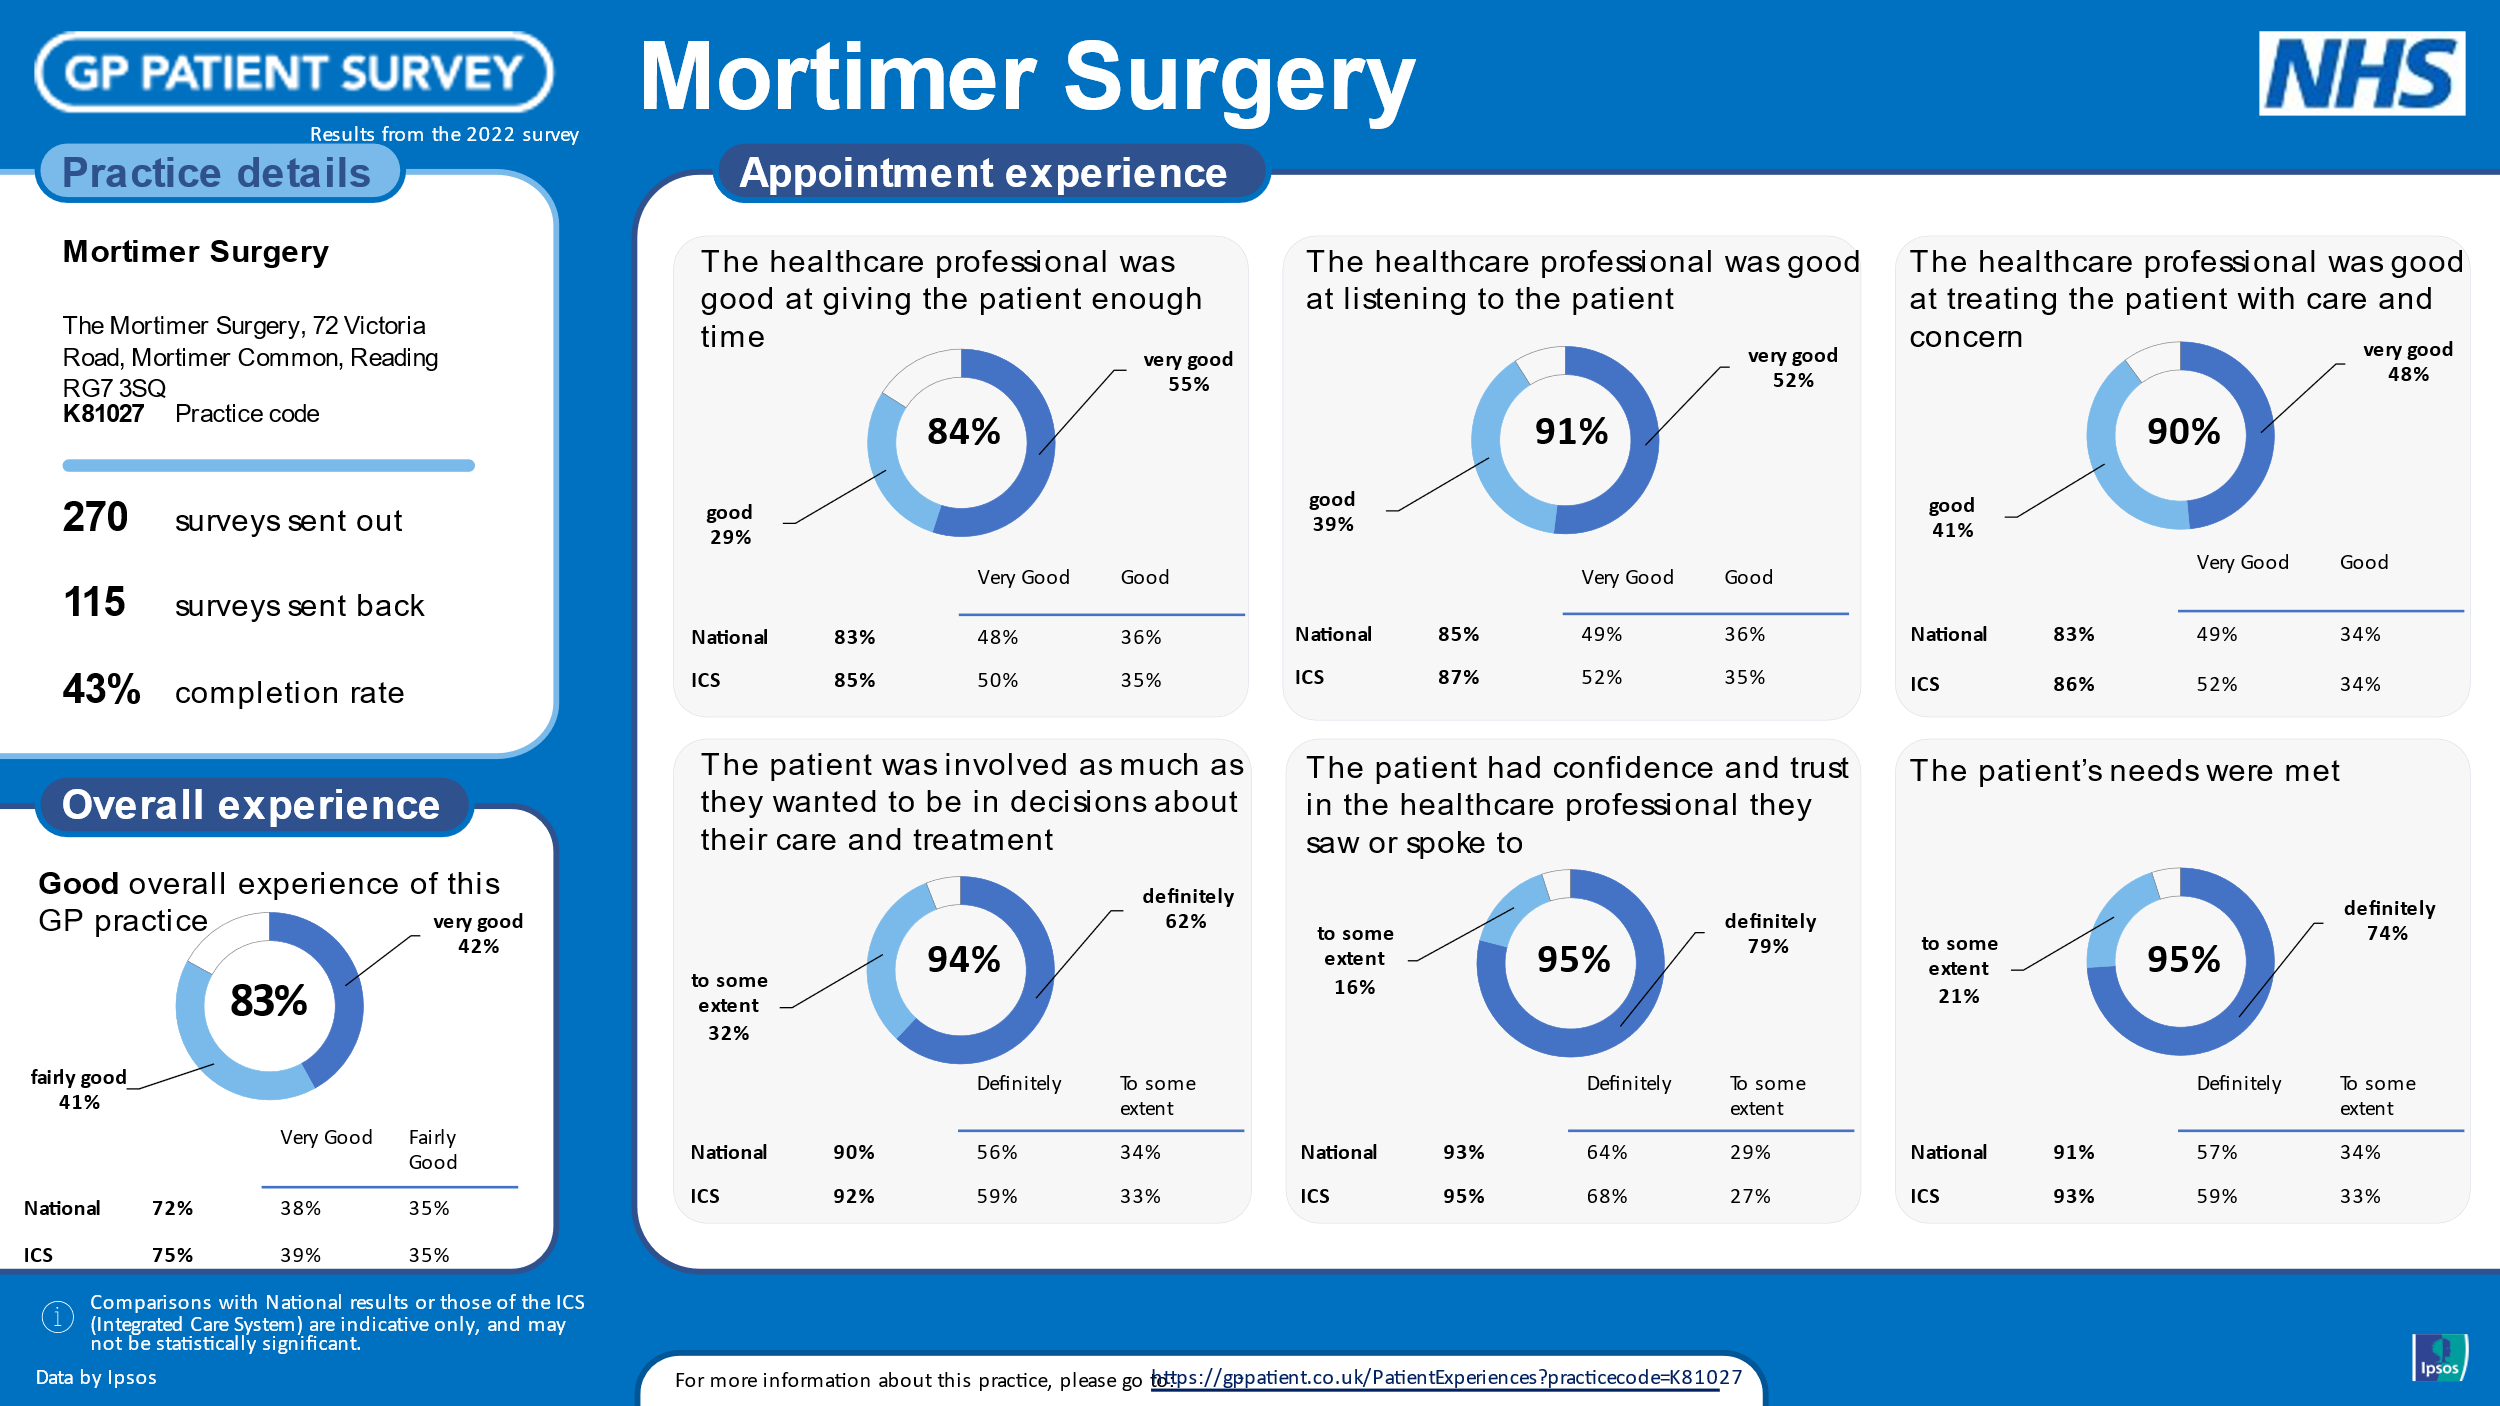 GP PATIENT SURVEY
Mortimer Surgery
NHS
Results from the 2022 survey
Practice details
Mortimer Surgery
The Mortimer Surgery, 72 Victoria
Road, Mortimer Common, Reading
RG7 3SQ
K81027 Practice code
270 surveys sent out
115 surveys sent back
43% completion rate
Overall experience
Good overall experience of this
GP practice
very good
42%
83%
fairly good
41%
Very Good Fairly
Good
National 72% 38% 35%
ICS 75% 39% 35%
Appointment experience
The healthcare professional was
good at giving the patient enough
time
very good
55%
84%
good
29%
Very Good Good
National 83% 48% 36%
ICS 85% 50% 35%
The healthcare professional was good
at listening to the patient
very good
52%
91%
good
39%
Very Good Good
National 85% 49% 36%
ICS 87% 52% 35%
The healthcare professional was good
at treating the patient with care and
concern
very good
48%
90%
good
41%
Very Good Good
National 83% 49% 34%
ICS 86% 52% 34%
The patient was involved as much as
they wanted to be in decisions about
their care and treatment
definitely
62%
94%
to some
extent
32%
Definitely To some
extent
National 90% 56% 34%
ICS 92% 59% 33%
The patient had confidence and trust
in the healthcare professional they
saw or spoke to
definitely
79%
to some
extent
16%
95%
Definitely To some
extent
National 93% 64% 29%
ICS 95% 68% 27%
The patient's needs were met
definitely
74%
to some
extent
21%
95%
Definitely To some
extent
National 91% 57% 34%
ICS 93% 59% 33%
Comparisons with National results or those of the ICS
(Integrated Care System) are indicative only, and may
not be statistically significant.
Data by Ipsos
For more information about this practice, please go to: https://gp-patient.co.uk/PatientExperiences?practicecode=K81027
Ipsos